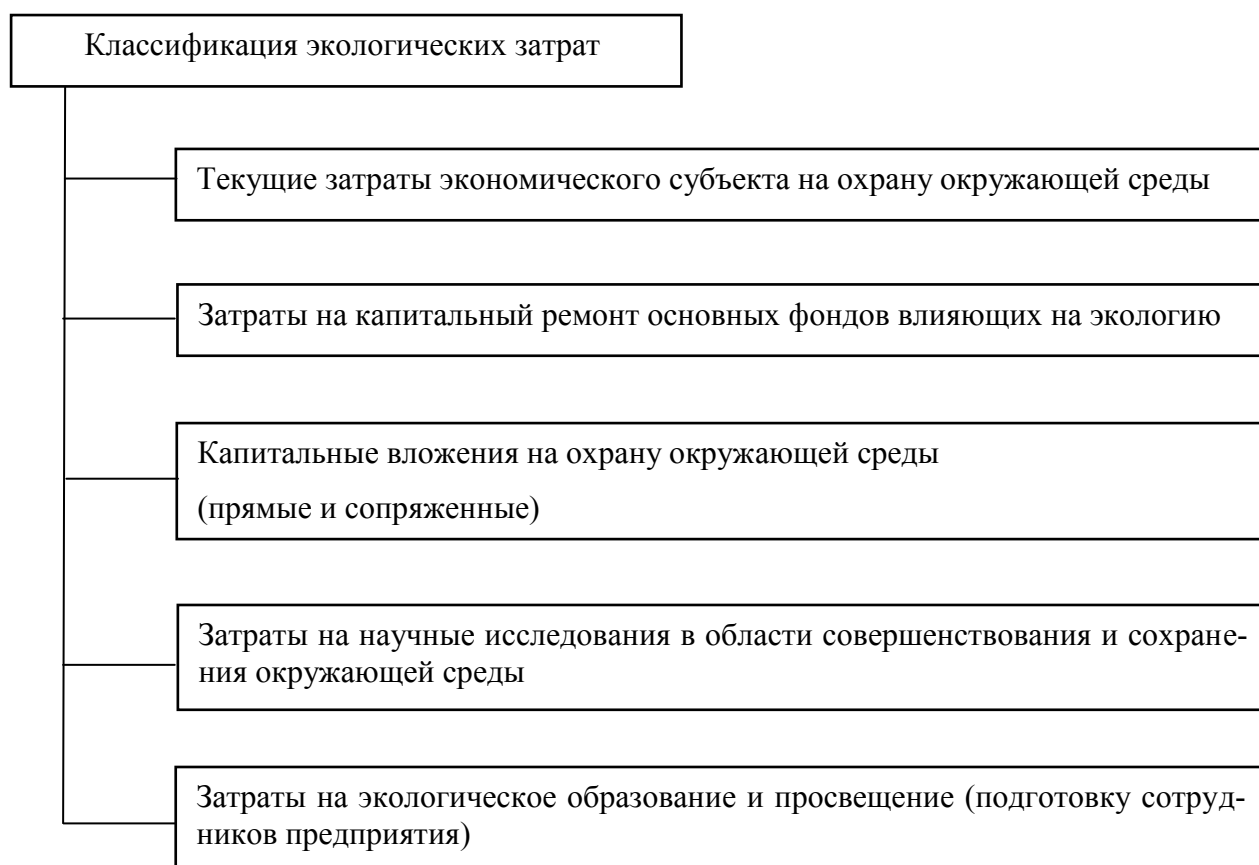 Классификация экологических затрат
Текущие затраты экономического субъекта на охрану окружающей среды
Затраты на капитальный ремонт основных фондов влияющих на экологию
Капитальные вложения на охрану окружающей среды
(прямые и сопряженные)
Затраты на научные исследования в области совершенствования и сохране-
ния окружающей среды
Затраты на экологическое образование и просвещение (подготовку сотруд-
ников предприятия)